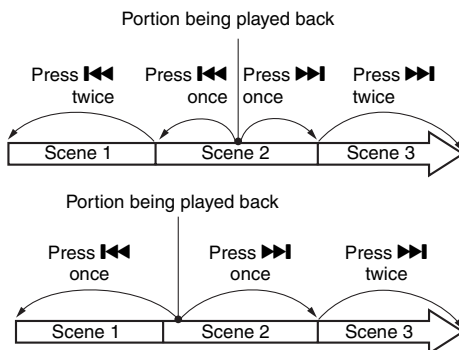 Portion being played back
Press ⏮ twice
Press ⏮ once
Press ⏭ once
Press ⏭ twice
Scene 1
Scene 2
Scene 3
Portion being played back
Press ⏮ once
Press ⏭ once
Press ⏭ twice
Scene 1
Scene 2
Scene 3